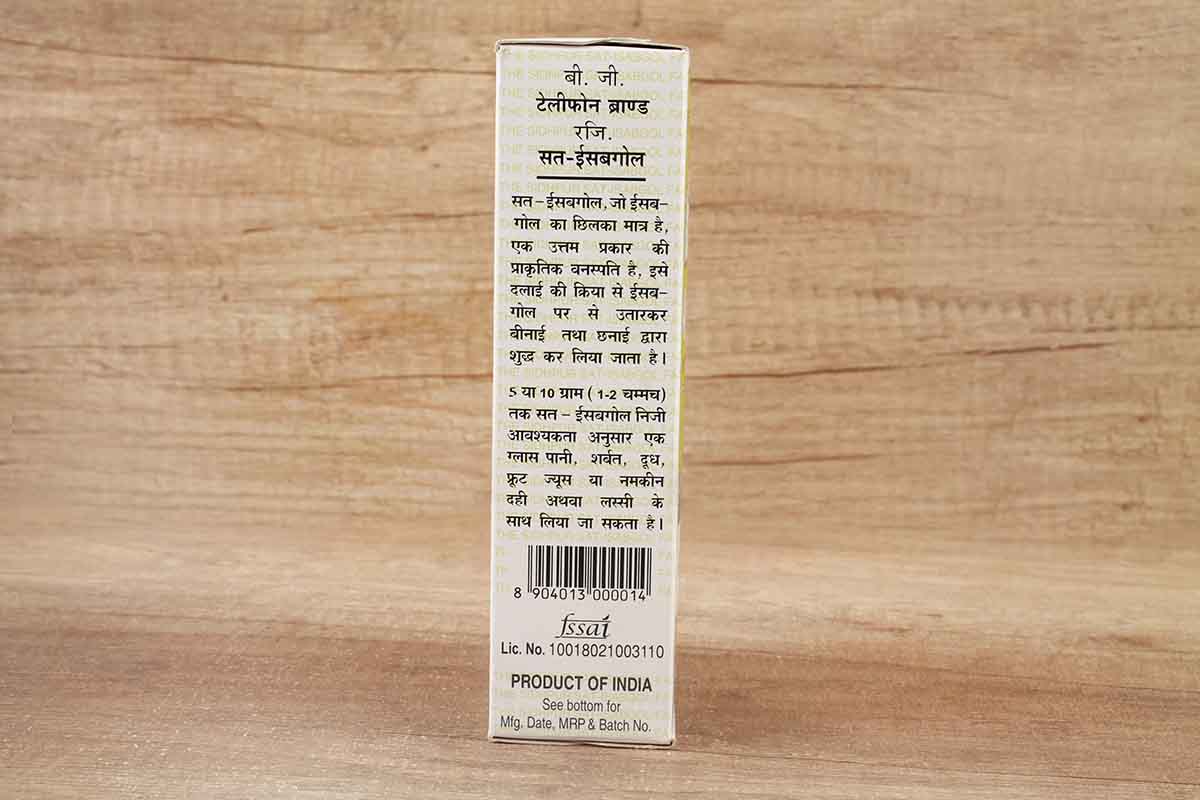 बी. जी.
टेलीफोन ब्राण्ड
रजि.
सत-ईसबगोल
सत-ईसबगोल, जो ईसब-
गोल का छिलका मात्र है,
एक उत्तम प्रकार की
प्राकृतिक वनस्पति है, इसे
दलाई की क्रिया से ईसब-
गोल पर से उतारकर
बीनाई तथा छनाई द्वारा
शुद्ध कर लिया जाता है।
5 या 10 ग्राम ( 1-2 चम्मच)
तक सत - ईसबगोल निजी
आवश्यकता अनुसार एक
ग्लास पानी, शर्बत, दूध,
फ्रूट ज्यूस या नमकीन
दही अथवा लस्सी के
साथ लिया जा सकता है।
8 904013 000014
fssai
Lic. No. 10018021003110
PRODUCT OF INDIA
See bottom for
Mfg. Date, MRP & Batch No.